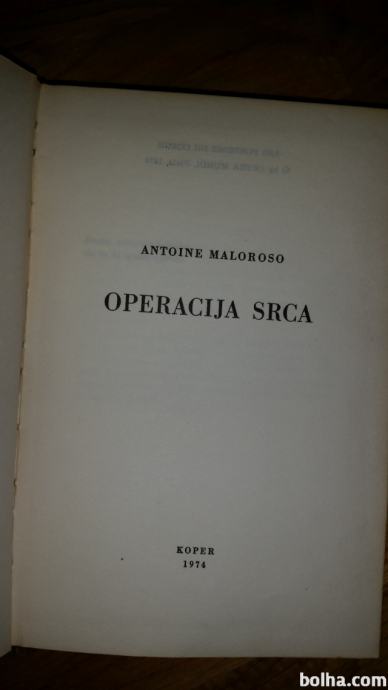 ANTOINE MALOROSO
OPERACIJA SRCA
KOPER
1974
bolha.com